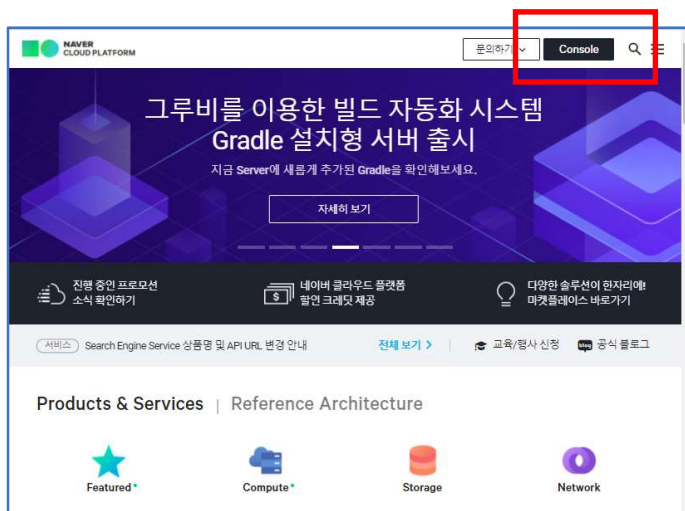 NAVER
CLOUD PLATFORM
문의하기
Console
그루비를 이용한 빌드 자동화 시스템
Gradle 설치형 서버 출시
지금 Server에 새롭게 추가된 Gradle을 확인해보세요.
자세히 보기
진행 중인 프로모션
소식 확인하기
네이버 클라우드 플랫폼
할인 크레딧 제공
다양한 솔루션이 한자리에!
마켓플레이스 바로가기
서비스 Search Engine Service 상품명 및 API URL 변경 안내 전체 보기 > 교육/행사 신청 blog 공식 블로그
Products & Services | Reference Architecture
Featured
Compute
Storage
Network